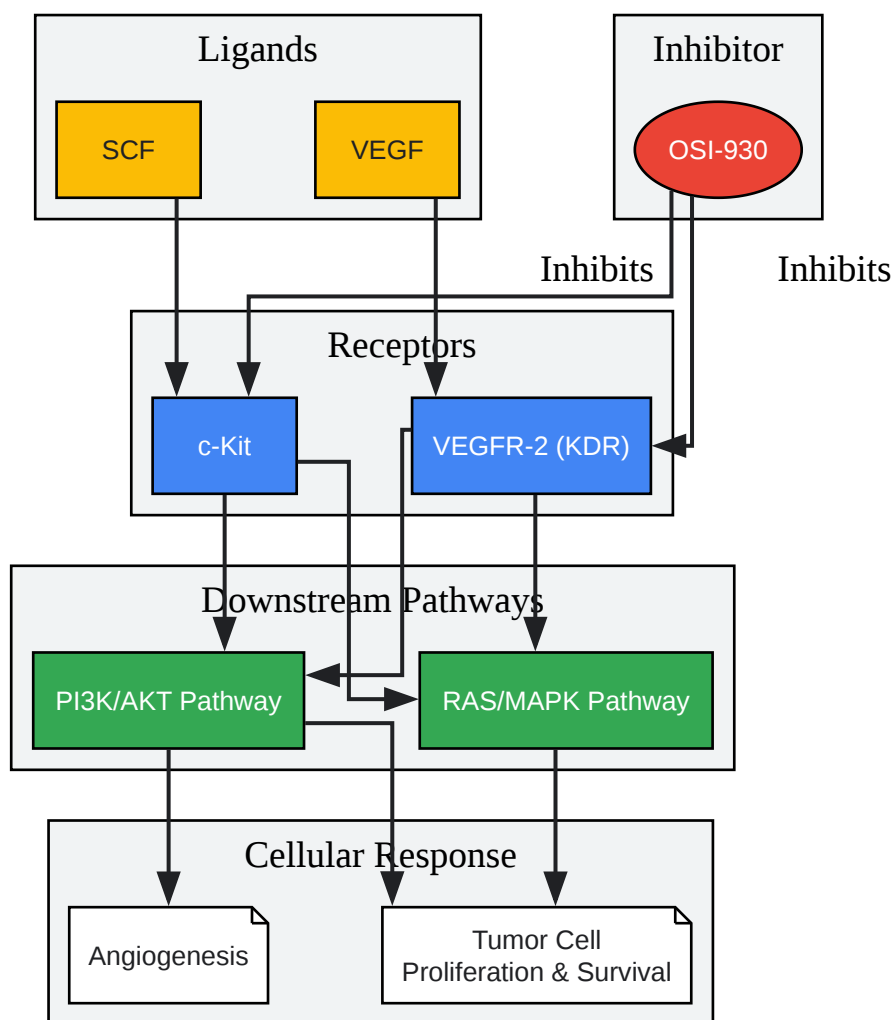 Ligands
Inhibitor
SCF
VEGF
OSI-930
Inhibits
Inhibits
Receptors
c-Kit
VEGFR-2 (KDR)
Downstream Pathways
PI3K/AKT Pathway
RAS/MAPK Pathway
Cellular Response
Angiogenesis
Tumor Cell
Proliferation & Survival